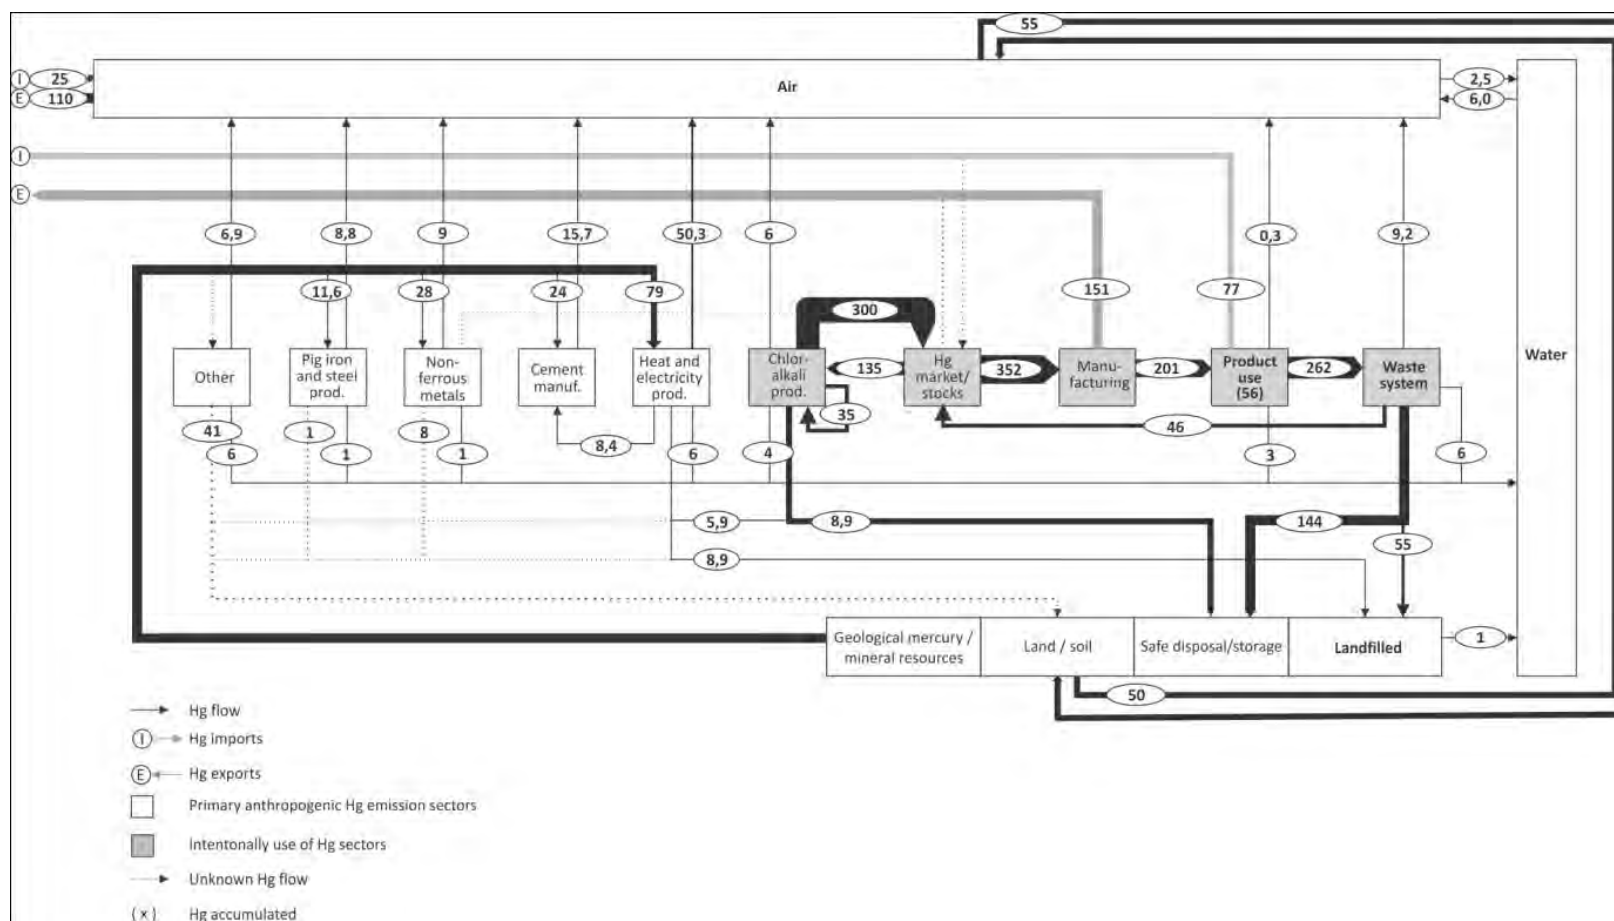 55
I 25
E 110
Air
2,5
6,0
I
E
6,9
8,8
9
15,7
50,3
6
0,3
9,2
11,6
28
24
79
300
151
77
Other
Pig iron
and steel
prod.
Non-
ferrous
metals
Cement
manuf.
Heat and
electricity
prod.
Chlor-
alkali
prod.
135
Hg
market/
stocks
352
Manu-
facturing
201
Product
use
(56)
262
Waste
system
Water
41
6
1
1
8
1
8,4
6
4
35
46
3
6
5,9
8,9
144
8,9
55
Geological mercury /
mineral resources
Land / soil
Safe disposal/storage
Landfilled
1
50
Hg flow
I Hg imports
E Hg exports
Primary anthropogenic Hg emission sectors
Intentonally use of Hg sectors
Unknown Hg flow
(x) Hg accumulated